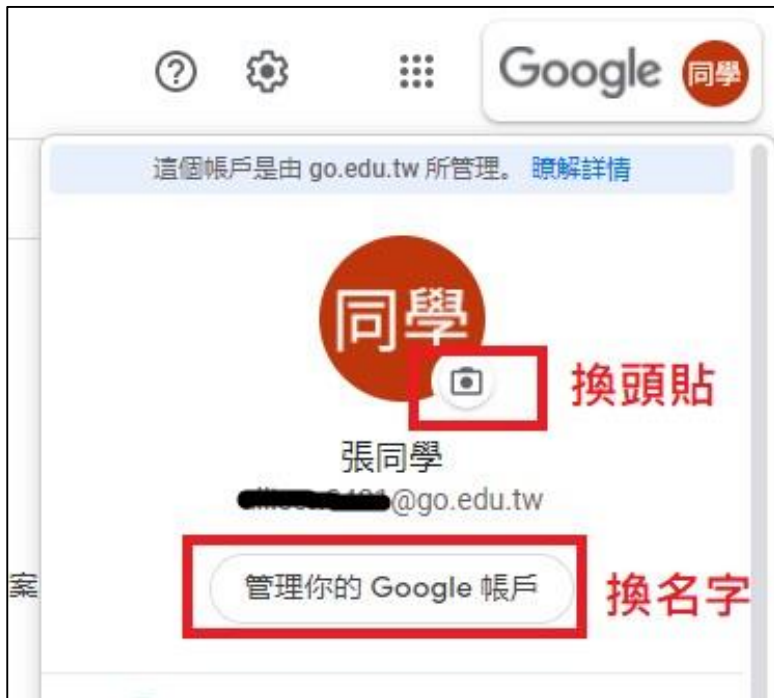 Google 同學
這個帳戶是由 go.edu.tw 所管理。 瞭解詳情
同學
換頭貼
張同學
@go.edu.tw
案
管理你的 Google 帳戶 換名字